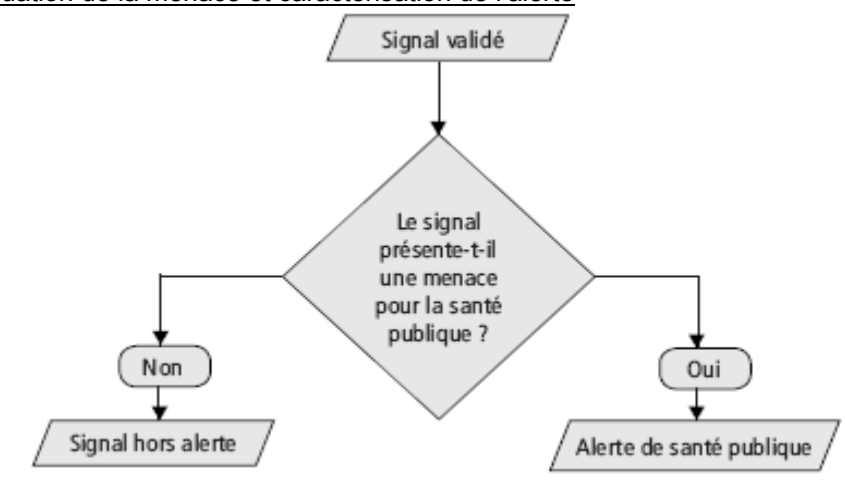 de la menace et caractérisation de l'alerte
Signal validé
Le signal
présente-t-il
une menace
pour la santé
publique ?
Non
Oui
Signal hors alerte
Alerte de santé publique